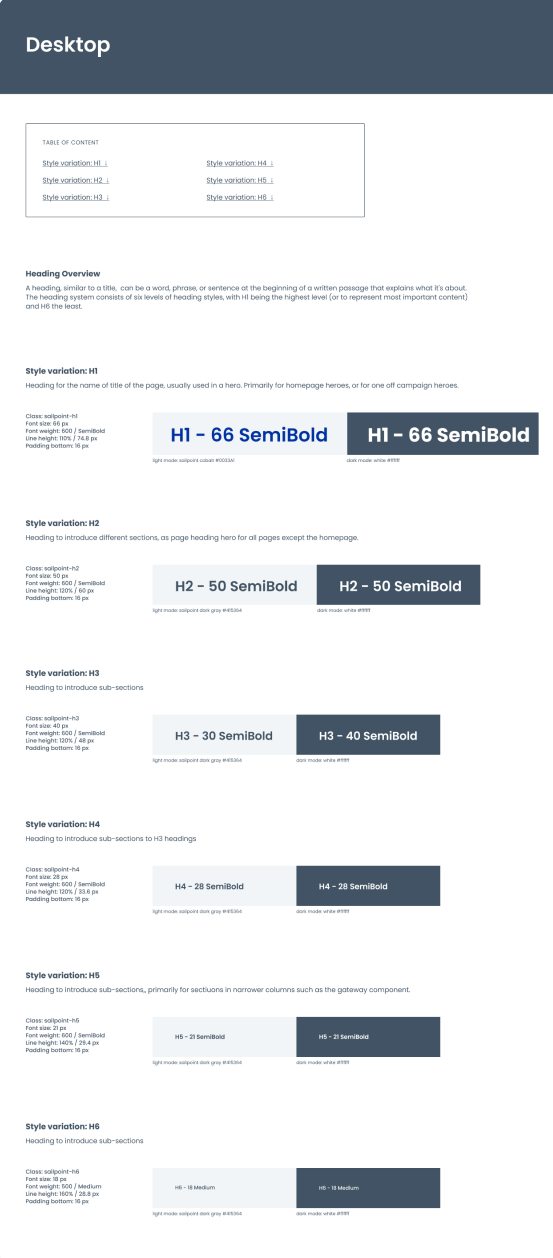 Desktop
TABLE OF CONTENT
Style variation: H1 ↓
Style variation: H4 ↓
Style variation: H2 ↓
Style variation: H5 ↓
Style variation: H3 ↓
Style variation: H6 ↓
Heading Overview
A heading, similar to a title,  can be a word, phrase, or sentence at the beginning of a written passage that explains what it's about.
The heading system consists of six levels of heading styles, with H1 being the highest level (or to represent most important content)
and H6 the least.
Style variation: H1
Heading for the name of title of the page, usually used in a hero. Primarily for homepage heroes, or for one off campaign heroes.
Class: sailpoint-h1
Font size: 66 px
Font weight: 600 / SemiBold
Line height: 110% / 74.8 px
Padding bottom: 16 px
H1 - 66 SemiBold
H1 - 66 SemiBold
light mode: sailpoint cobalt #0033A1
dark mode: white #ffffff
Style variation: H2
Heading to introduce different sections, as page heading hero for all pages except the homepage.
Class: sailpoint-h2
Font size: 50 px
Font weight: 600 / SemiBold
Line height: 120% / 60 px
Padding bottom: 16 px
H2 - 50 SemiBold
H2 - 50 SemiBold
light mode: sailpoint dark gray #415364
dark mode: white #ffffff
Style variation: H3
Heading to introduce sub-sections
Class: sailpoint-h3
Font size: 40 px
Font weight: 600 / SemiBold
Line height: 120% / 48 px
Padding bottom: 16 px
H3 - 30 SemiBold
H3 - 40 SemiBold
light mode: sailpoint dark gray #415364
dark mode: white #ffffff
Style variation: H4
Heading to introduce sub-sections to H3 headings
Class: sailpoint-h4
Font size: 28 px
Font weight: 600 / SemiBold
Line height: 120% / 33.6 px
Padding bottom: 16 px
H4 - 28 SemiBold
H4 - 28 SemiBold
light mode: sailpoint dark gray #415364
dark mode: white #ffffff
Style variation: H5
Heading to introduce sub-sections,, primarily for sectiuons in narrower columns such as the gateway component.
Class: sailpoint-h5
Font size: 21 px
Font weight: 600 / SemiBold
Line height: 140% / 29.4 px
Padding bottom: 16 px
H5 - 21 SemiBold
H5 - 21 SemiBold
light mode: sailpoint dark gray #415364
dark mode: white #ffffff
Style variation: H6
Heading to introduce sub-sections
Class: sailpoint-h6
Font size: 18 px
Font weight: 500 / Medium
Line height: 160% / 28.8 px
Padding bottom: 16 px
H6 - 18 Medium
H6 - 18 Medium
light mode: sailpoint dark gray #415364
dark mode: white #ffffff